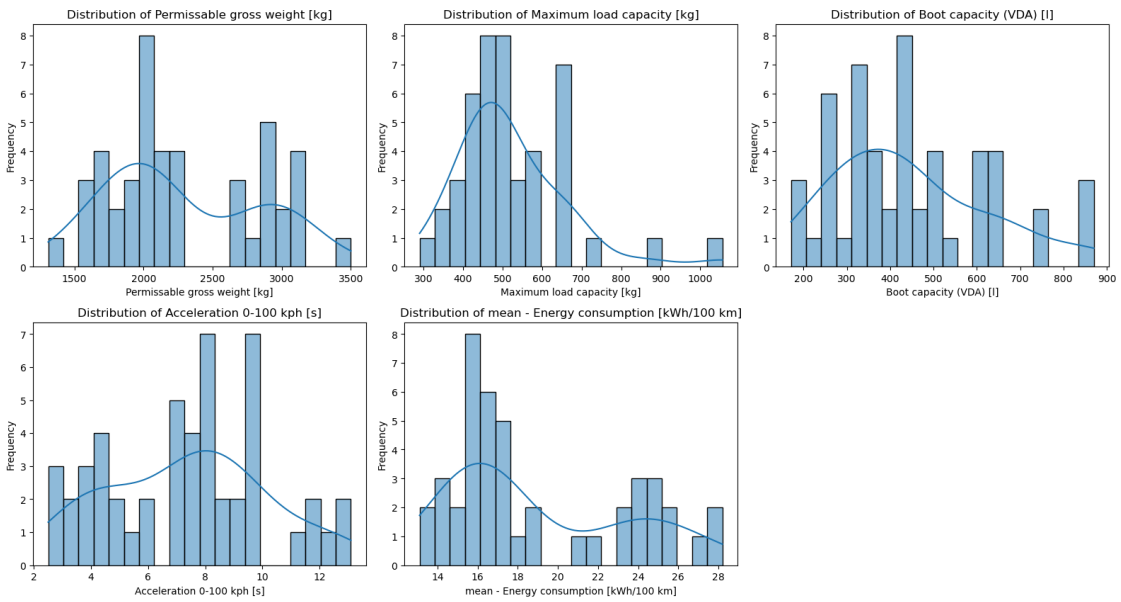 Distribution of Permissable gross weight [kg]
Frequency
8
7
6
5
4
3
2
1
0
1500 2000 2500 3000 3500
Permissable gross weight [kg]
Distribution of Maximum load capacity [kg]
Frequency
8
7
6
5
4
3
2
1
0
300 400 500 600 700 800 900 1000
Maximum load capacity [kg]
Distribution of Boot capacity (VDA) [l]
Frequency
8
7
6
5
4
3
2
1
0
200 300 400 500 600 700 800 900
Boot capacity (VDA) [l]
Distribution of Acceleration 0-100 kph [s]
Frequency
7
6
5
4
3
2
1
0
2 4 6 8 10 12
Acceleration 0-100 kph [s]
Distribution of mean - Energy consumption [kWh/100 km]
Frequency
8
7
6
5
4
3
2
1
0
14 16 18 20 22 24 26 28
mean - Energy consumption [kWh/100 km]